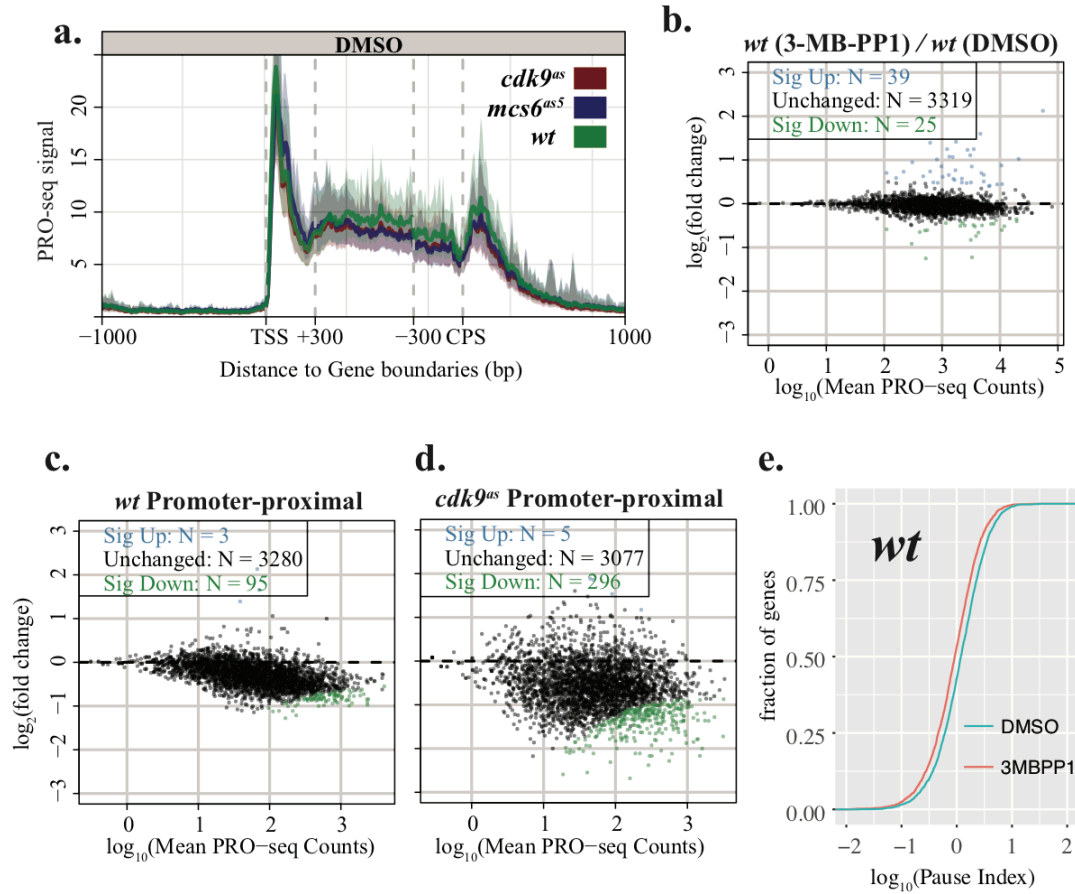 a.
DMSO
cdk9as
mcs6as5
wt
20
15
10
5
PRO-seq signal
−1000
TSS
+300
−300
CPS
1000
Distance to Gene boundaries (bp)
b.
wt (3-MB-PP1) / wt (DMSO)
Sig Up: N = 39
Unchanged: N = 3319
Sig Down: N = 25
3
2
1
0
−1
−2
−3
log2(fold change)
0 1 2 3 4 5
log10(Mean PRO−seq Counts)
c.
wt Promoter-proximal
Sig Up: N = 3
Unchanged: N = 3280
Sig Down: N = 95
3
2
1
0
−1
−2
−3
log2(fold change)
0 1 2 3
log10(Mean PRO−seq Counts)
d.
cdk9as Promoter-proximal
Sig Up: N = 5
Unchanged: N = 3077
Sig Down: N = 296
0 1 2 3
log10(Mean PRO−seq Counts)
e.
wt
1.00
0.75
0.50
0.25
0.00
fraction of genes
DMSO
3MBPP1
−2 −1 0 1 2
log10(Pause Index)